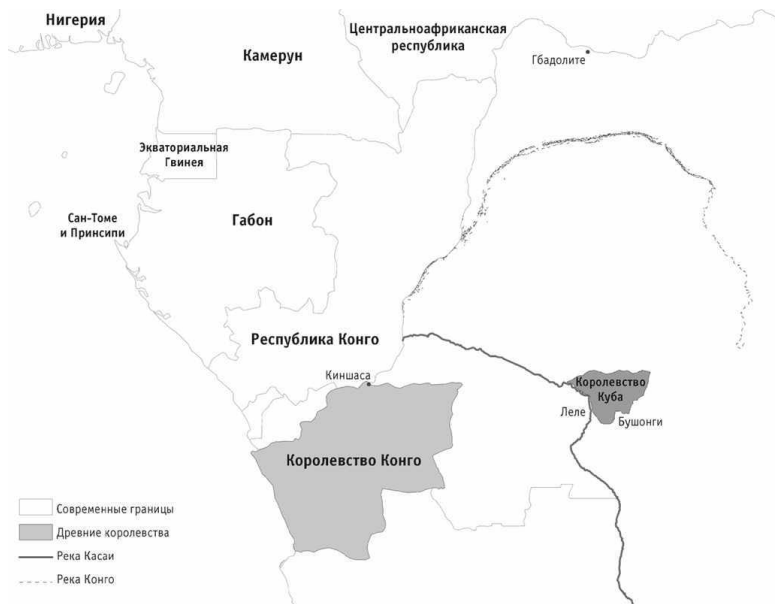 Нигерия
Центральноафриканская
республика
Камерун
Гбадолите
Экваториальная
Гвинея
Сан-Томе
и Принсипи
Габон
Республика Конго
Киншаса
Королевство
Куба
Леле
Бушонги
Королевство Конго
Современные границы
Древние королевства
Река Касаи
Река Конго